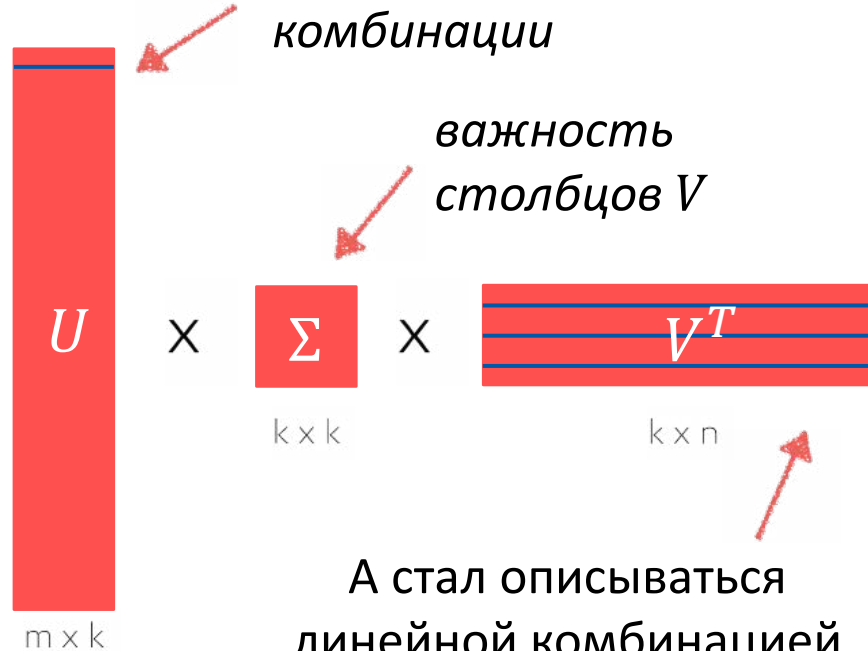 комбинации
важность
столбцов V
U X Σ X V^T
k x k
k x n
А стал описываться
m x k
линейной комбинацией